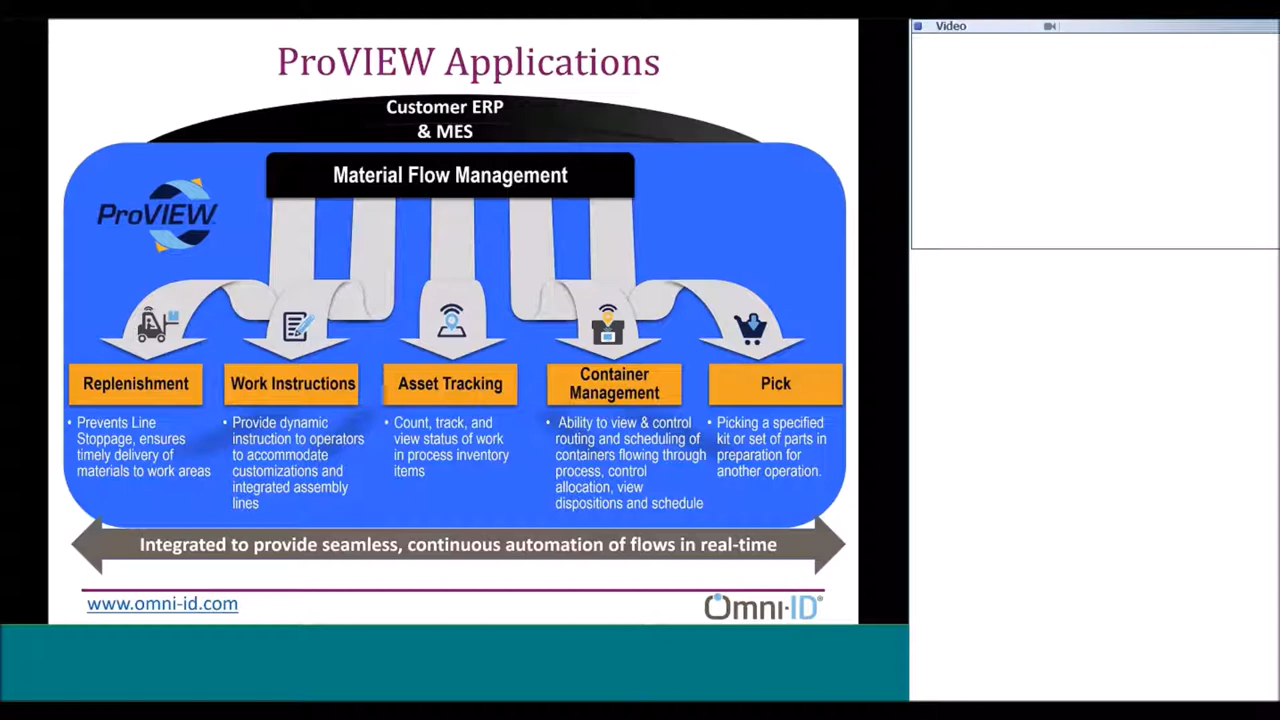 Video
ProVIEW Applications
Customer ERP
& MES
Material Flow Management
ProVIEW
Replenishment
• Prevents Line
Stoppage, ensures
timely delivery of
materials to work areas
Work Instructions
• Provide dynamic
instruction to operators
to accommodate
customizations and
integrated assembly
lines
Asset Tracking
• Count, track, and
view status of work
in process inventory
items
Container
Management
• Ability to view & control
routing and scheduling of
containers flowing through
process, control
allocation, view
dispositions and schedule
Pick
• Picking a specified
kit or set of parts in
preparation for
another operation.
Integrated to provide seamless, continuous automation of flows in real-time
www.omni-id.com
Omni-ID®